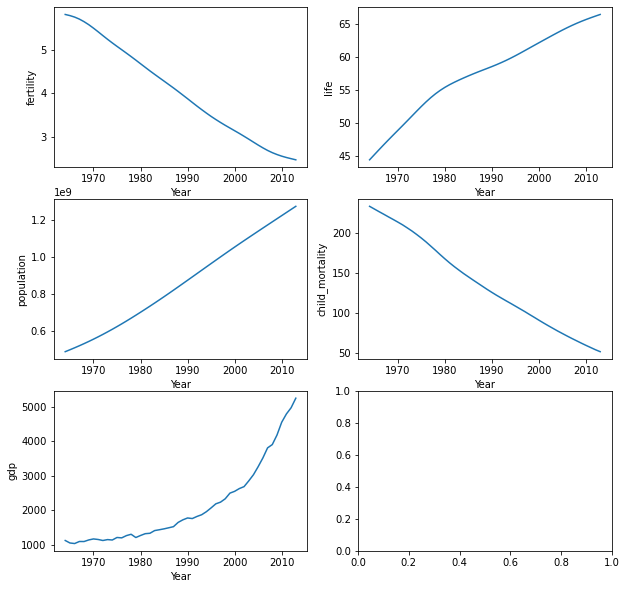 5
4
3
fertility
1970 1980 1990 2000 2010
Year
65
60
55
50
45
life
1970 1980 1990 2000 2010
Year
1e9
1.2
1.0
0.8
0.6
population
1970 1980 1990 2000 2010
Year
200
150
100
50
child_mortality
1970 1980 1990 2000 2010
Year
5000
4000
3000
2000
1000
gdp
1970 1980 1990 2000 2010
Year
1.0
0.8
0.6
0.4
0.2
0.0
0.0 0.2 0.4 0.6 0.8 1.0